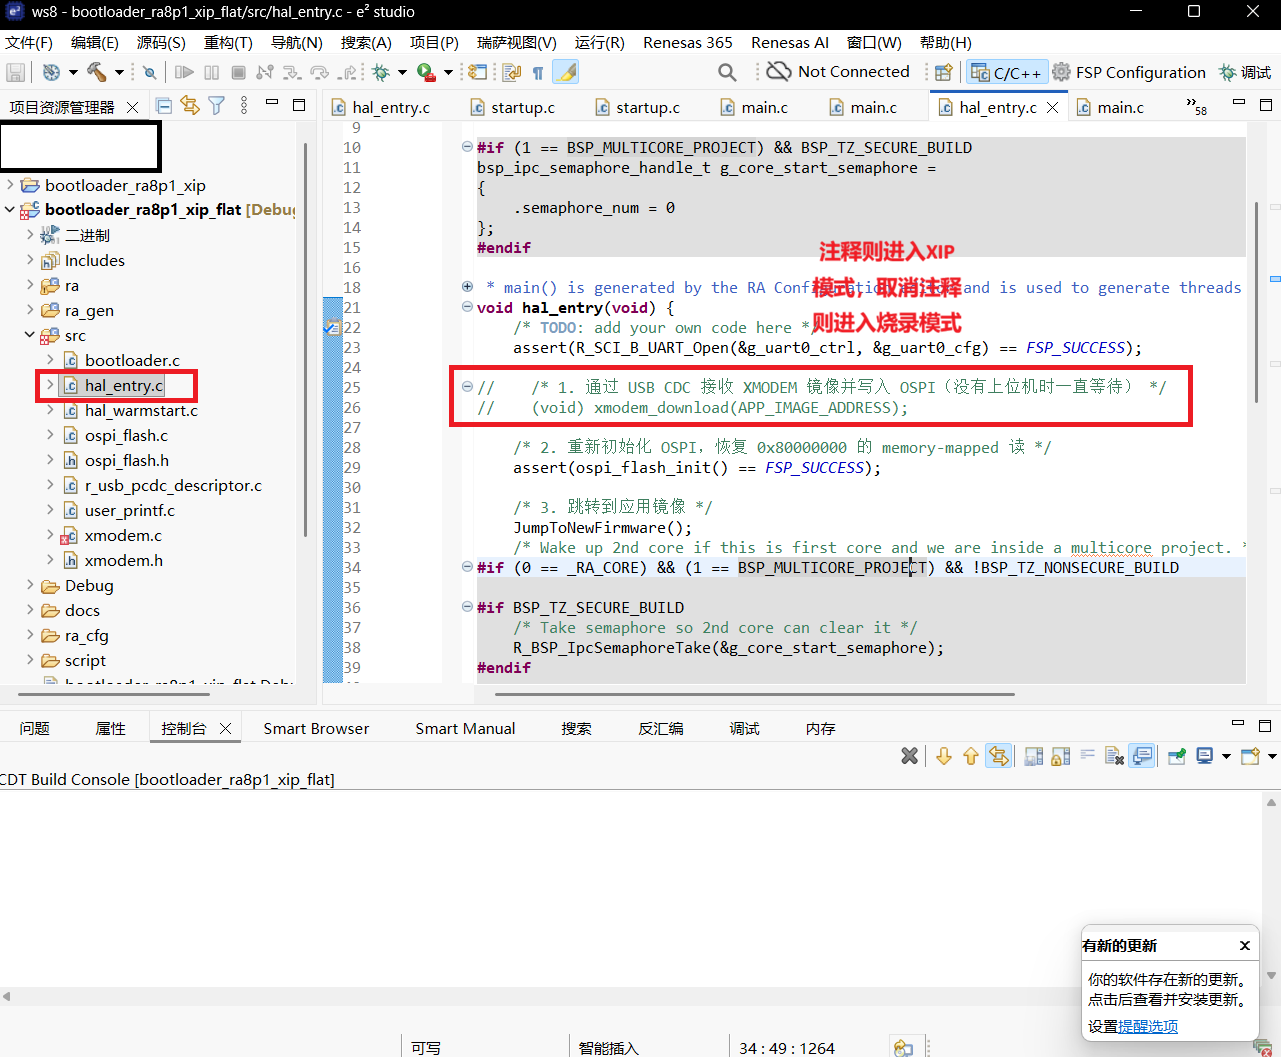 ws8 - bootloader_ra8p1_xip_flat/src/hal_entry.c - e² studio
文件(F) 编辑(E) 源码(S) 重构(T) 导航(N) 搜索(A) 项目(P) 瑞萨视图(V) 运行(R) Renesas 365 Renesas AI 窗口(W) 帮助(H)
Not Connected C/C++ FSP Configuration 调试
项目资源管理器
hal_entry.c startup.c startup.c main.c main.c hal_entry.c main.c »58
bootloader_ra8p1_xip
bootloader_ra8p1_xip_flat [Debug
二进制
Includes
ra
ra_gen
src
bootloader.c
hal_entry.c
hal_warmstart.c
ospi_flash.c
ospi_flash.h
r_usb_pcdc_descriptor.c
user_printf.c
xmodem.c
xmodem.h
Debug
docs
ra_cfg
script
9
10 #if (1 == BSP_MULTICORE_PROJECT) && BSP_TZ_SECURE_BUILD
11 bsp_ipc_semaphore_handle_t g_core_start_semaphore =
12 {
13 .semaphore_num = 0
14 };
15 #endif
16
18 * main() is generated by the RA Configuration editor and is used to generate threads
21 void hal_entry(void) {
22 /* TODO: add your own code here *
23 assert(R_SCI_B_UART_Open(&g_uart0_ctrl, &g_uart0_cfg) == FSP_SUCCESS);
24
25 // /* 1. 通过 USB CDC 接收 XMODEM 镜像并写入 OSPI（没有上位机时一直等待） */
26 // (void) xmodem_download(APP_IMAGE_ADDRESS);
27
28 /* 2. 重新初始化 OSPI，恢复 0x80000000 的 memory-mapped 读 */
29 assert(ospi_flash_init() == FSP_SUCCESS);
30
31 /* 3. 跳转到应用镜像 */
32 JumpToNewFirmware();
33 /* Wake up 2nd core if this is first core and we are inside a multicore project. *
34 #if (0 == _RA_CORE) && (1 == BSP_MULTICORE_PROJECT) && !BSP_TZ_NONSECURE_BUILD
35
36 #if BSP_TZ_SECURE_BUILD
37 /* Take semaphore so 2nd core can clear it */
38 R_BSP_IpcSemaphoreTake(&g_core_start_semaphore);
39 #endif
注释则进入XIP
模式，取消注释
则进入烧录模式
问题 属性 控制台 Smart Browser Smart Manual 搜索 反汇编 调试 内存
CDT Build Console [bootloader_ra8p1_xip_flat]
有新的更新
你的软件存在新的更新。
点击后查看并安装更新。
设置提醒选项
可写 智能插入 34 : 49 : 1264